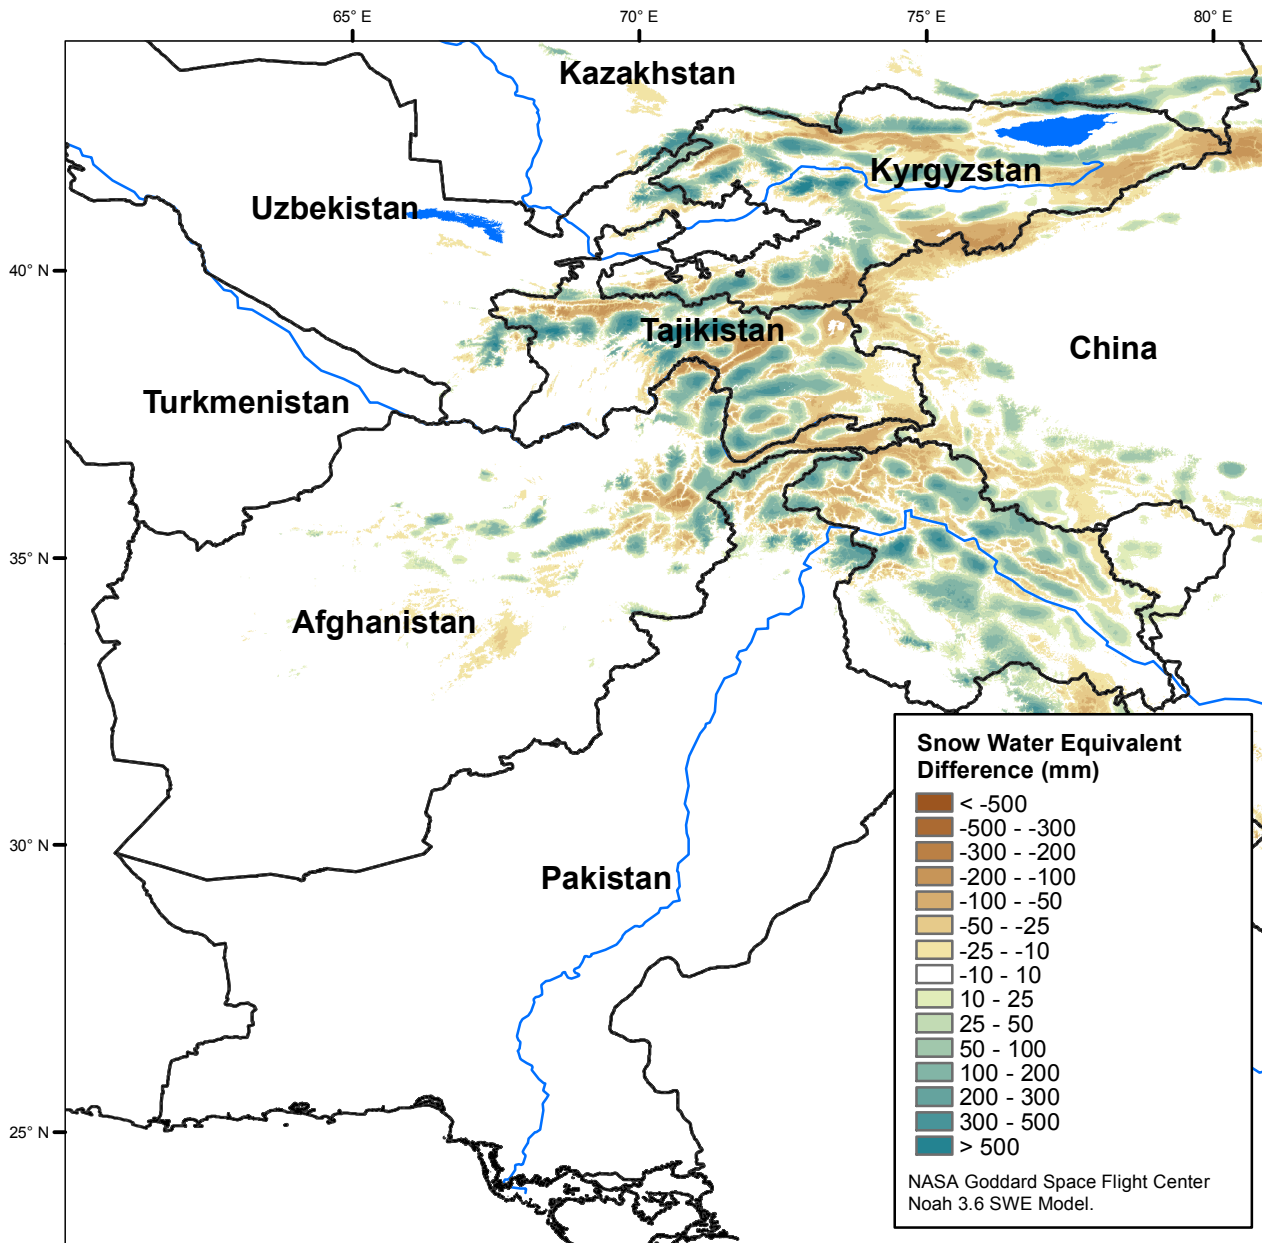 65° E
70° E
75° E
80° E
Kazakhstan
Kyrgyzstan
Uzbekistan
40° N
Tajikistan
China
Turkmenistan
35° N
Afghanistan
Snow Water Equivalent
Difference (mm)
< -500
-500 - -300
-300 - -200
-200 - -100
-100 - -50
-50 - -25
-25 - -10
-10 - 10
10 - 25
25 - 50
50 - 100
100 - 200
200 - 300
300 - 500
> 500
NASA Goddard Space Flight Center
Noah 3.6 SWE Model.
30° N
Pakistan
25° N